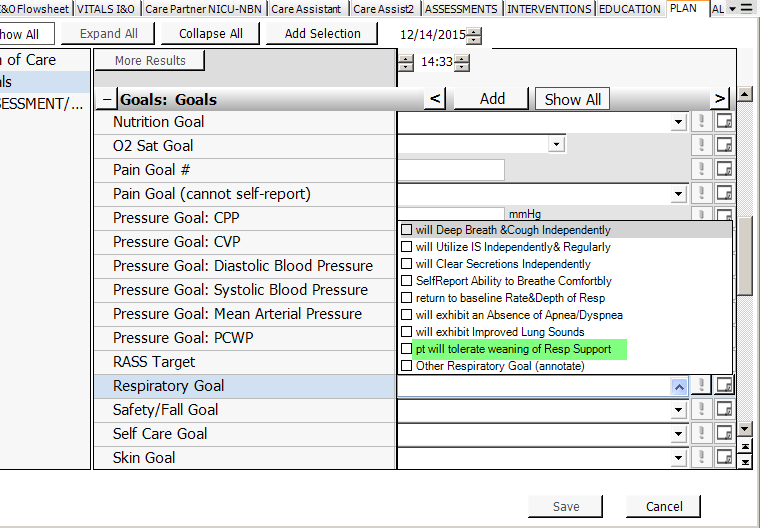 I&O Flowsheet VITALS I&O Care Partner NICU-NBN Care Assistant Care Assist2 ASSESSMENTS INTERVENTIONS EDUCATION PLAN AL
how All Expand All Collapse All Add Selection 12/14/2015
n of Care More Results 14:33
als
SESSMENT/...
Goals: Goals < Add Show All >
Nutrition Goal
O2 Sat Goal
Pain Goal #
Pain Goal (cannot self-report)
Pressure Goal: CPP mmHg
Pressure Goal: CVP
Pressure Goal: Diastolic Blood Pressure
Pressure Goal: Systolic Blood Pressure
Pressure Goal: Mean Arterial Pressure
Pressure Goal: PCWP
RASS Target
Respiratory Goal
Safety/Fall Goal
Self Care Goal
Skin Goal
will Deep Breath &Cough Independently
will Utilize IS Independently& Regularly
will Clear Secretions Independently
SelfReport Ability to Breathe Comfortbly
return to baseline Rate&Depth of Resp
will exhibit an Absence of Apnea/Dyspnea
will exhibit Improved Lung Sounds
pt will tolerate weaning of Resp Support
Other Respiratory Goal (annotate)
Save Cancel